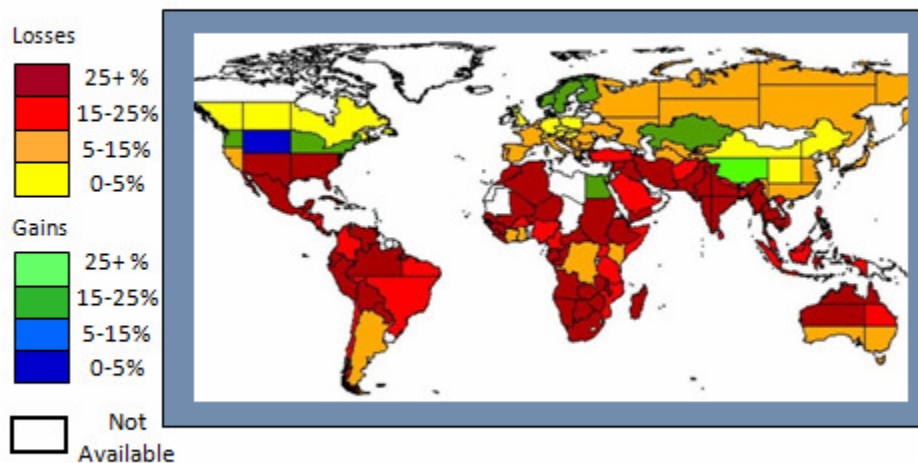 Losses
25+ %
15-25%
5-15%
0-5%
Gains
25+ %
15-25%
5-15%
0-5%
Not
Available